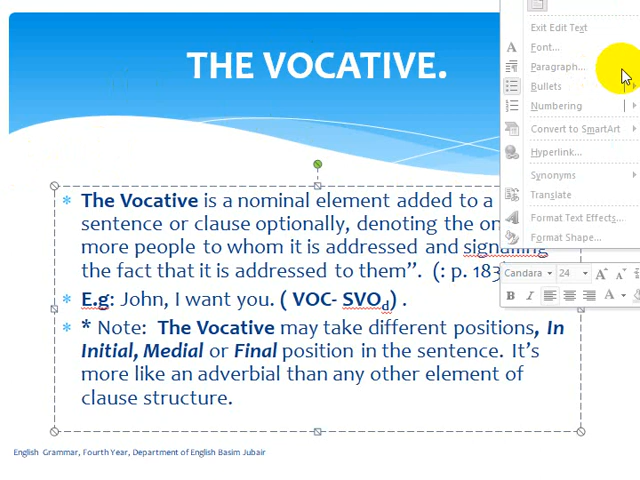 THE VOCATIVE.
Exit Edit Text
Font...
Paragraph...
Bullets
Numbering
Convert to SmartArt
Hyperlink...
Synonyms
Translate
Format Text Effects...
Format Shape...
Candara 24 A A
B I A
The Vocative is a nominal element added to a
sentence or clause optionally, denoting the
more people to whom it is addressed and signalling
the fact that it is addressed to them”. (: p. 183
E.g: John, I want you. ( VOC- SVOd) .
* Note: The Vocative may take different positions, In
Initial, Medial or Final position in the sentence. It’s
more like an adverbial than any other element of
clause structure.
English Grammar, Fourth Year, Department of English Basim Jubair